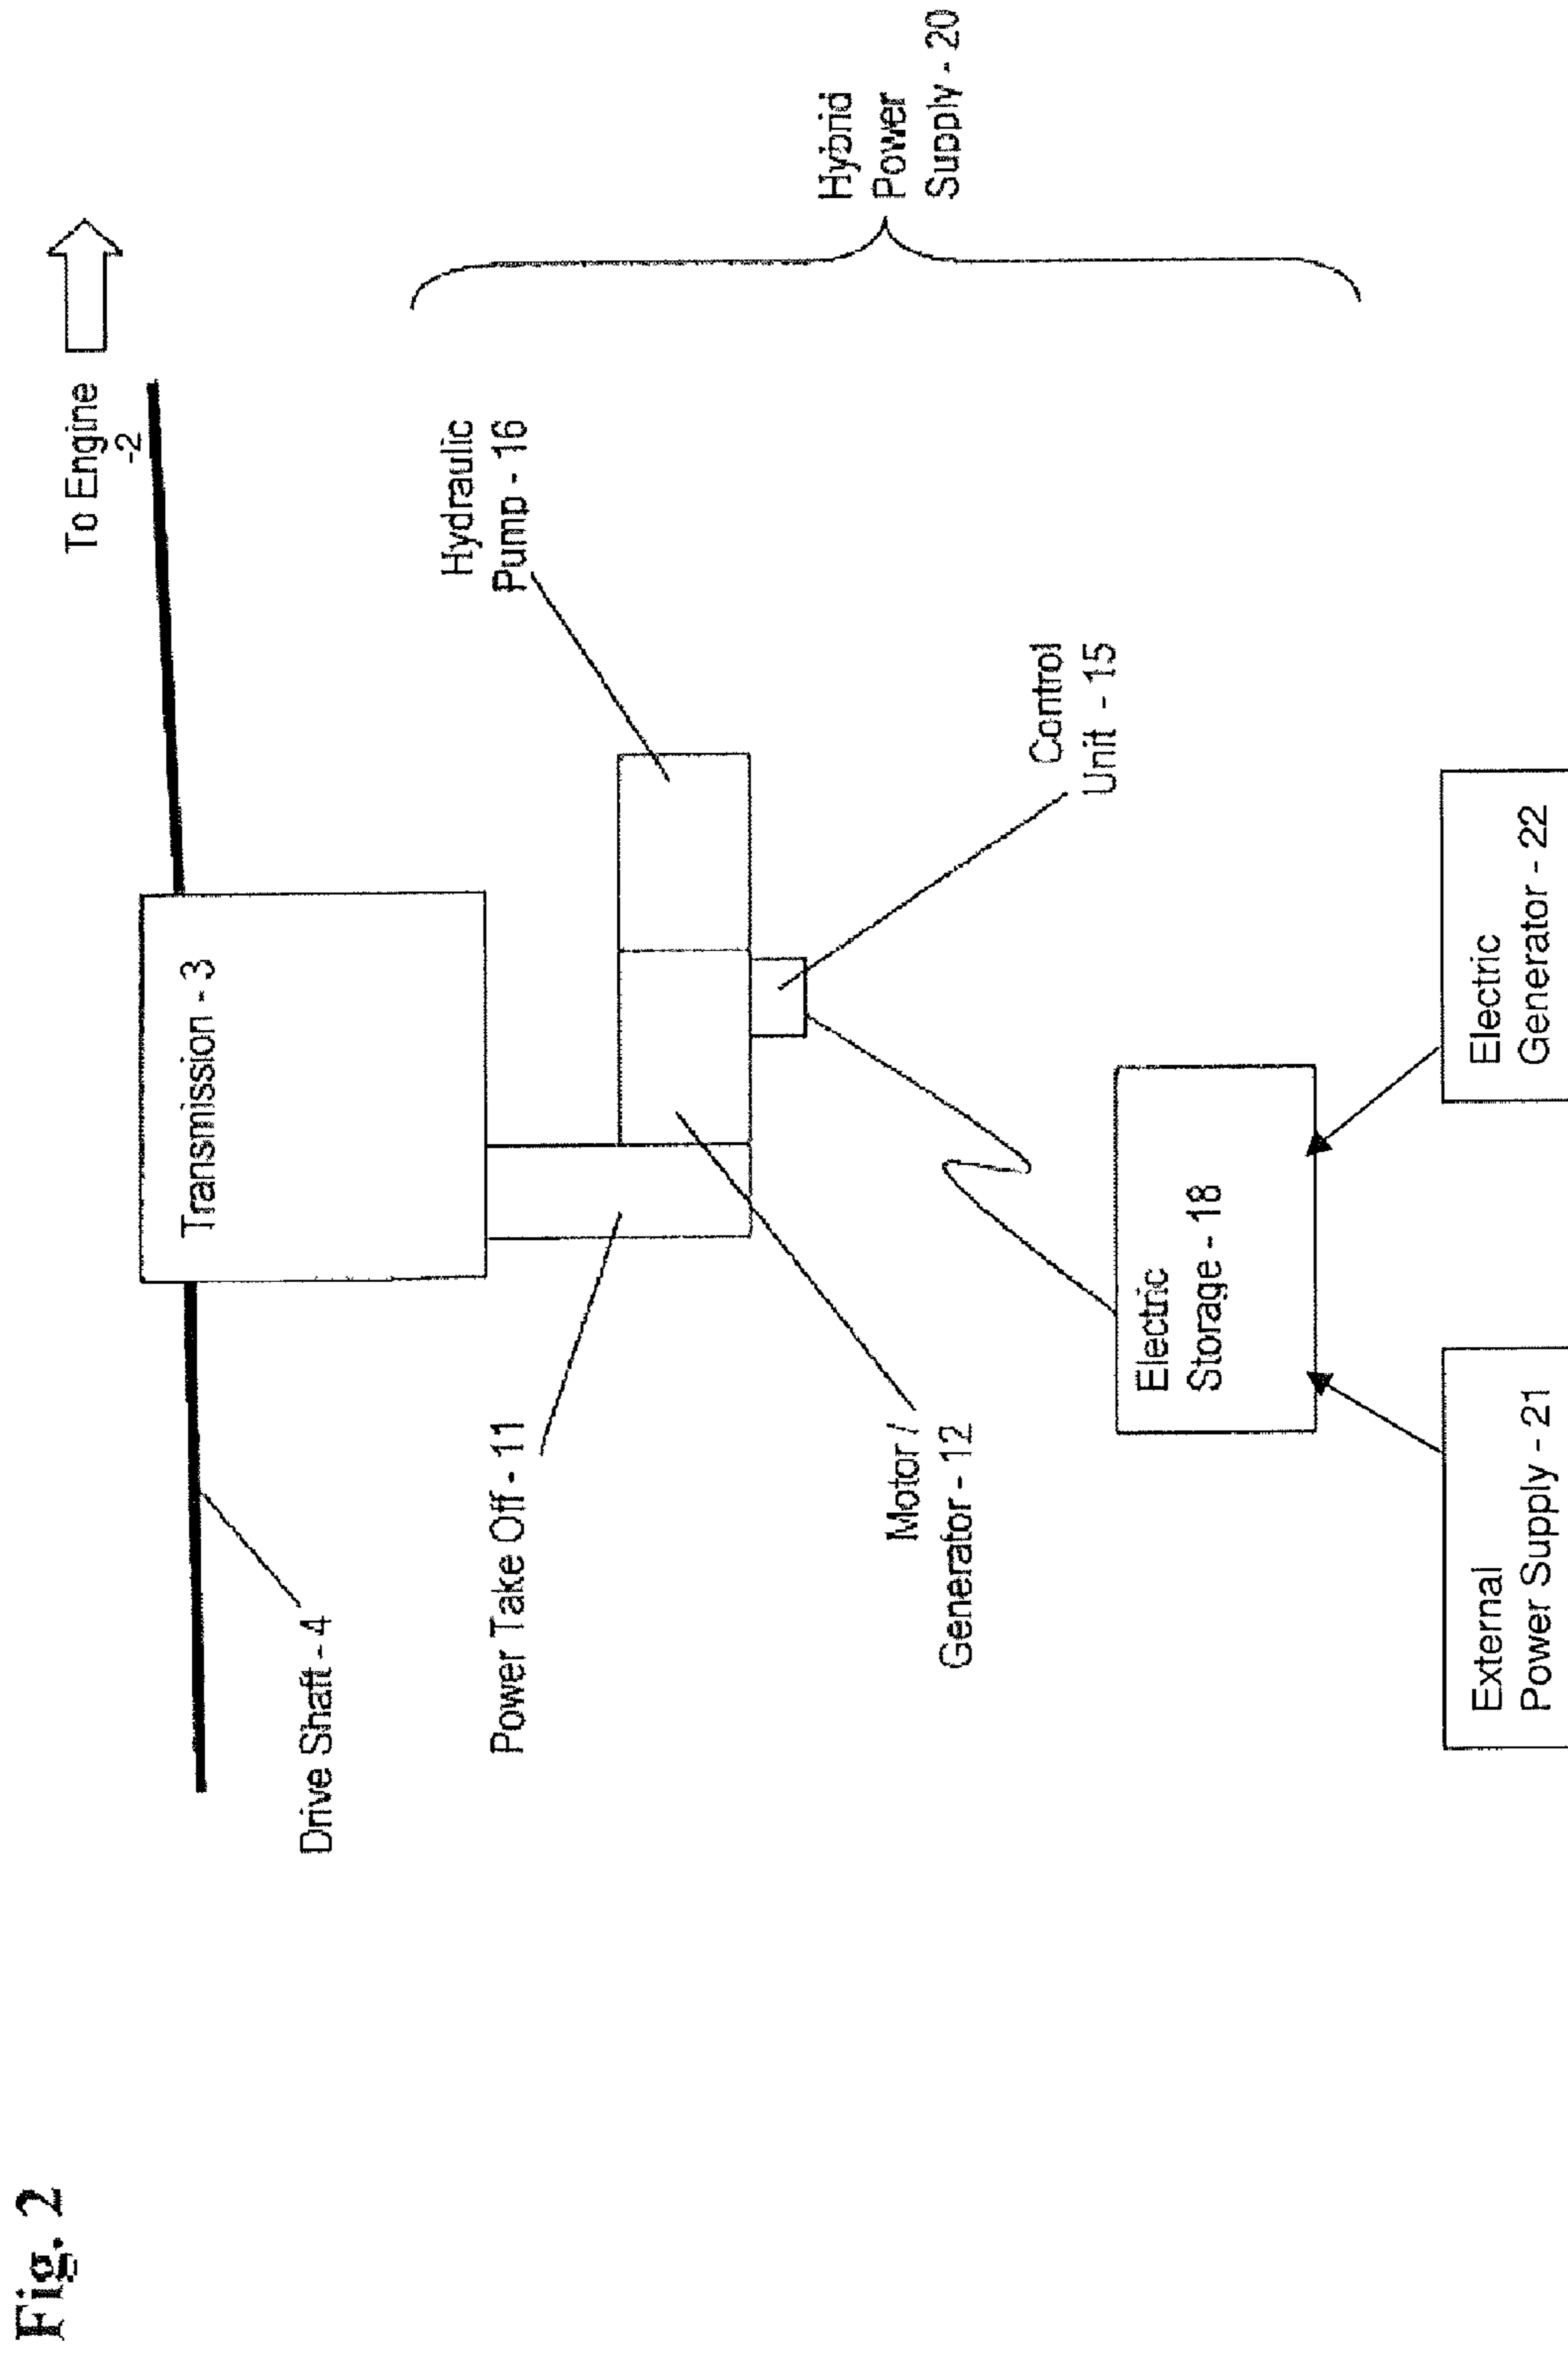 Fig. 2
To Engine
-2
Transmission - 3
Drive Shaft - 4
Hydraulic
Pump - 16
Power Take Off - 11
Hybrid
Power
Supply - 20
Motor /
Generator - 12
Control
Unit - 15
Electric
Storage - 18
External
Power Supply - 21
Electric
Generator - 22